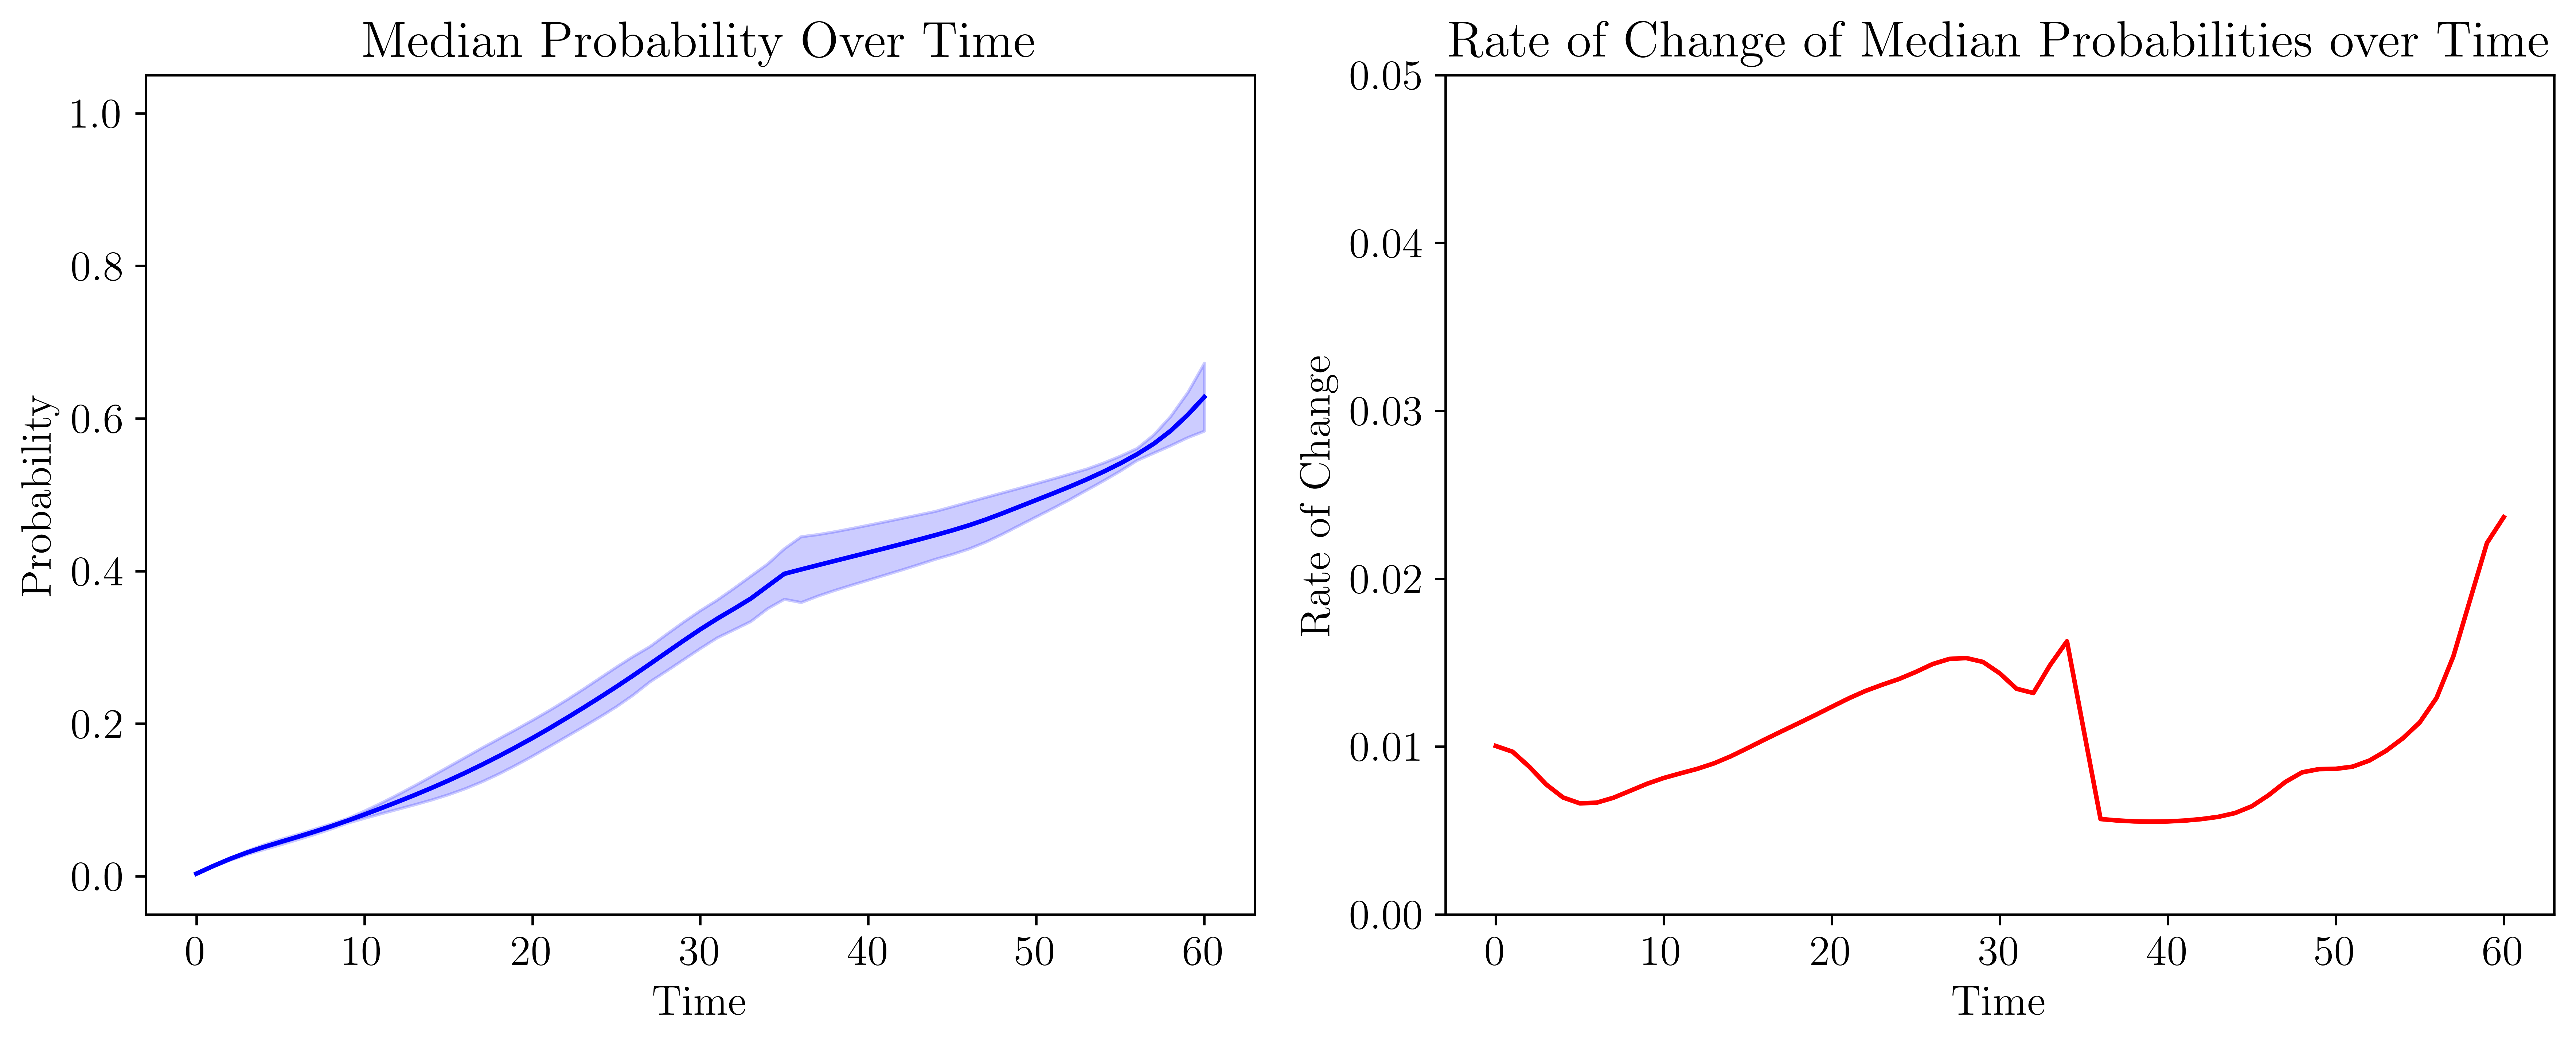 Median Probability Over Time
1.0
0.8
0.6
0.4
0.2
0.0
Probability
0 10 20 30 40 50 60
Time
Rate of Change of Median Probabilities over Time
0.05
0.04
0.03
0.02
0.01
0.00
Rate of Change
0 10 20 30 40 50 60
Time